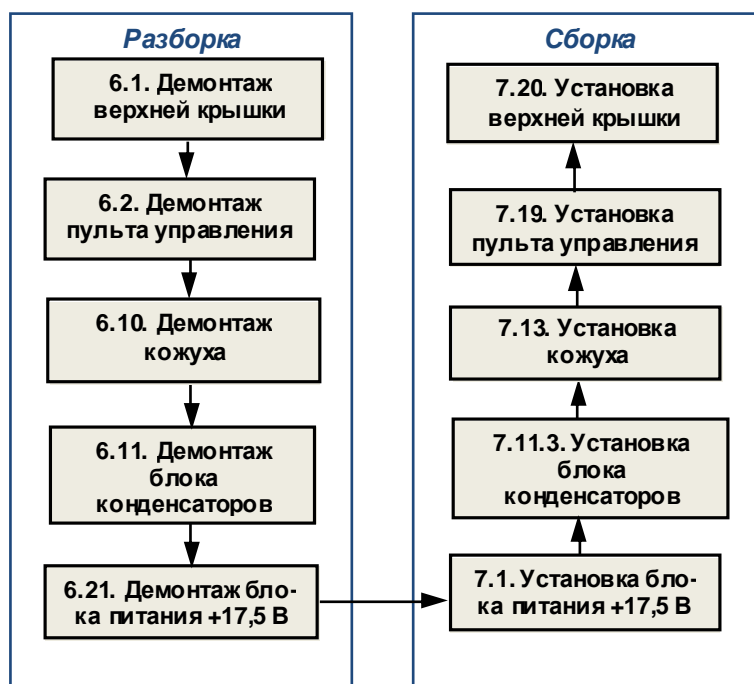 Разборка
6.1. Демонтаж
верхней крышки
6.2. Демонтаж
пульта управления
6.10. Демонтаж
кожуха
6.11. Демонтаж
блока
конденсаторов
6.21. Демонтаж бло-
ка питания +17,5 В
Сборка
7.20. Установка
верхней крышки
7.19. Установка
пульта управления
7.13. Установка
кожуха
7.11.3. Установка
блока
конденсаторов
7.1. Установка бло-
ка питания +17,5 В